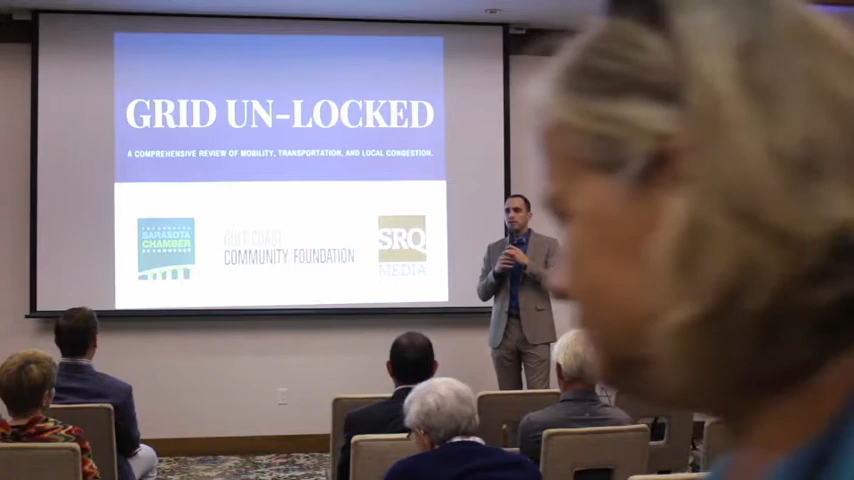 GRID UN-LOCKED
A COMPREHENSIVE REVIEW OF MOBILITY, TRANSPORTATION, AND LOCAL CONGESTION.
SARASOTA
CHAMBER
GULF COAST
COMMUNITY FOUNDATION
SRQ
MEDIA